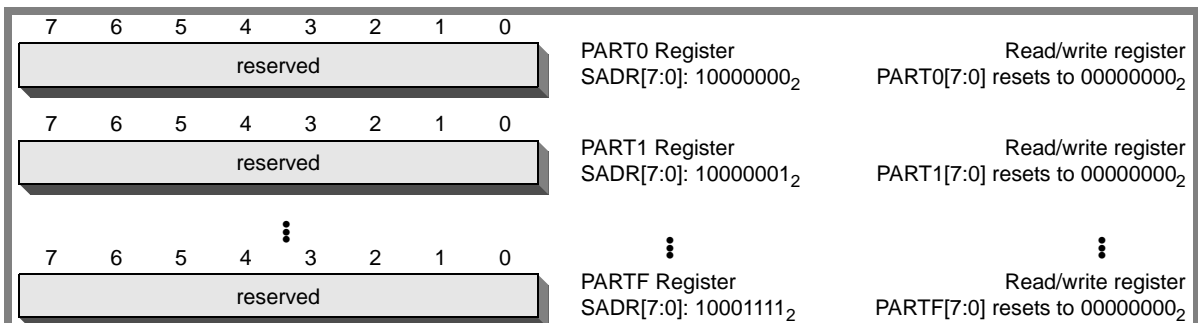 7 6 5 4 3 2 1 0
reserved
PART0 Register
SADR[7:0]: 10000000₂
Read/write register
PART0[7:0] resets to 00000000₂
7 6 5 4 3 2 1 0
reserved
PART1 Register
SADR[7:0]: 10000001₂
Read/write register
PART1[7:0] resets to 00000000₂
7 6 5 4 3 2 1 0
reserved
PARTF Register
SADR[7:0]: 10001111₂
Read/write register
PARTF[7:0] resets to 00000000₂